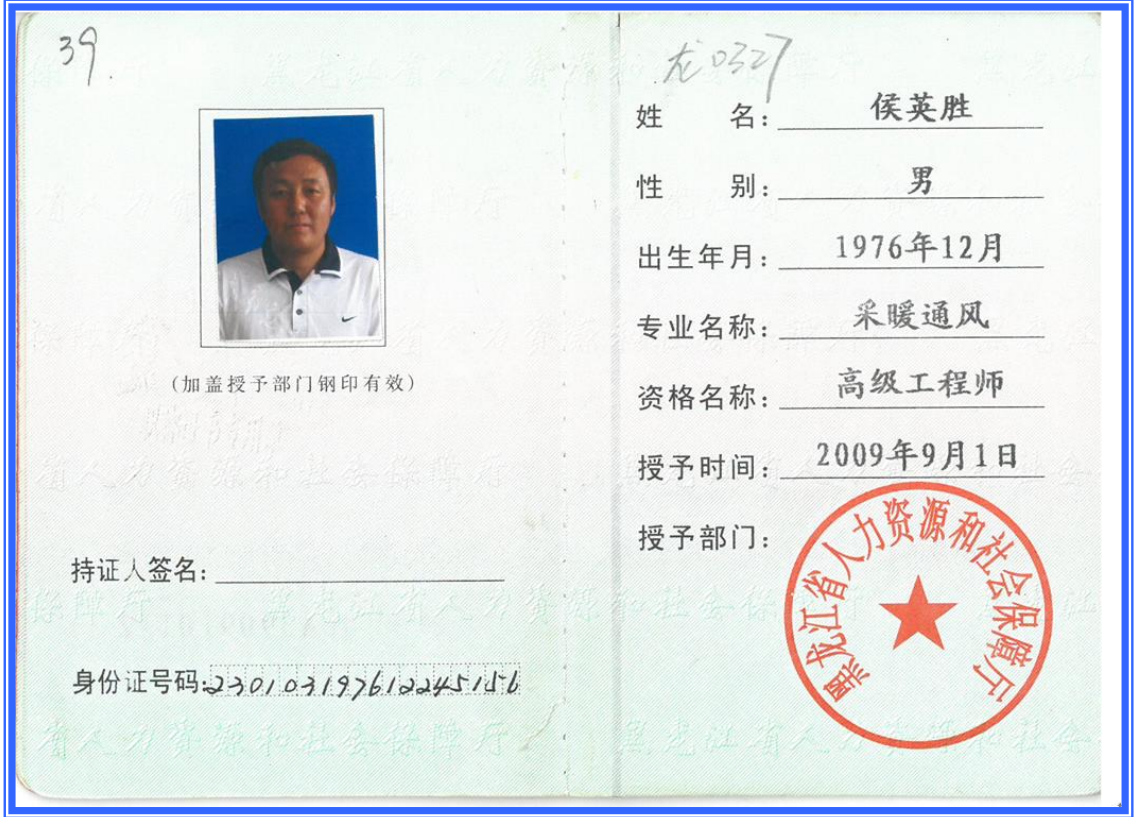 39.
(加盖授予部门钢印有效)
持证人签名:
身份证号码:230103197612245156
龙0327
姓 名: 侯英胜
性 别: 男
出生年月: 1976年12月
专业名称: 采暖通风
资格名称: 高级工程师
授予时间: 2009年9月1日
授予部门:
黑龙江省人力资源和社会保障厅